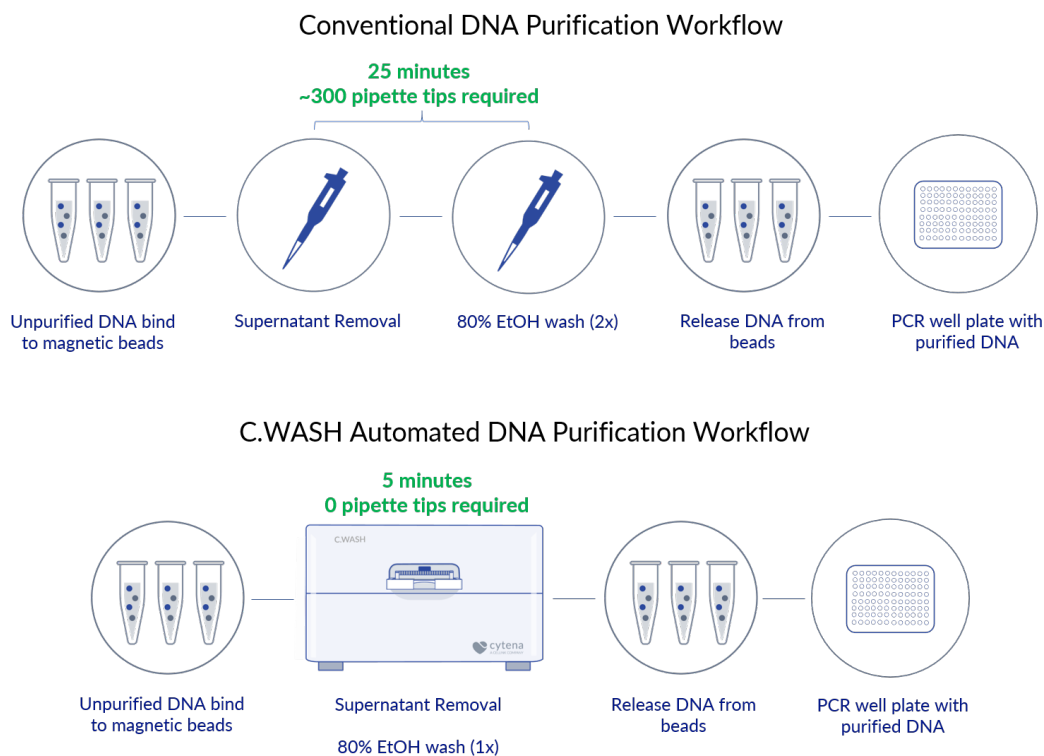 Conventional DNA Purification Workflow
25 minutes
~300 pipette tips required
Unpurified DNA bind
to magnetic beads
Supernatant Removal
80% EtOH wash (2x)
Release DNA from
beads
PCR well plate with
purified DNA
C.WASH Automated DNA Purification Workflow
5 minutes
0 pipette tips required
C.WASH
cytena
Unpurified DNA bind
to magnetic beads
Supernatant Removal
80% EtOH wash (1x)
Release DNA from
beads
PCR well plate with
purified DNA